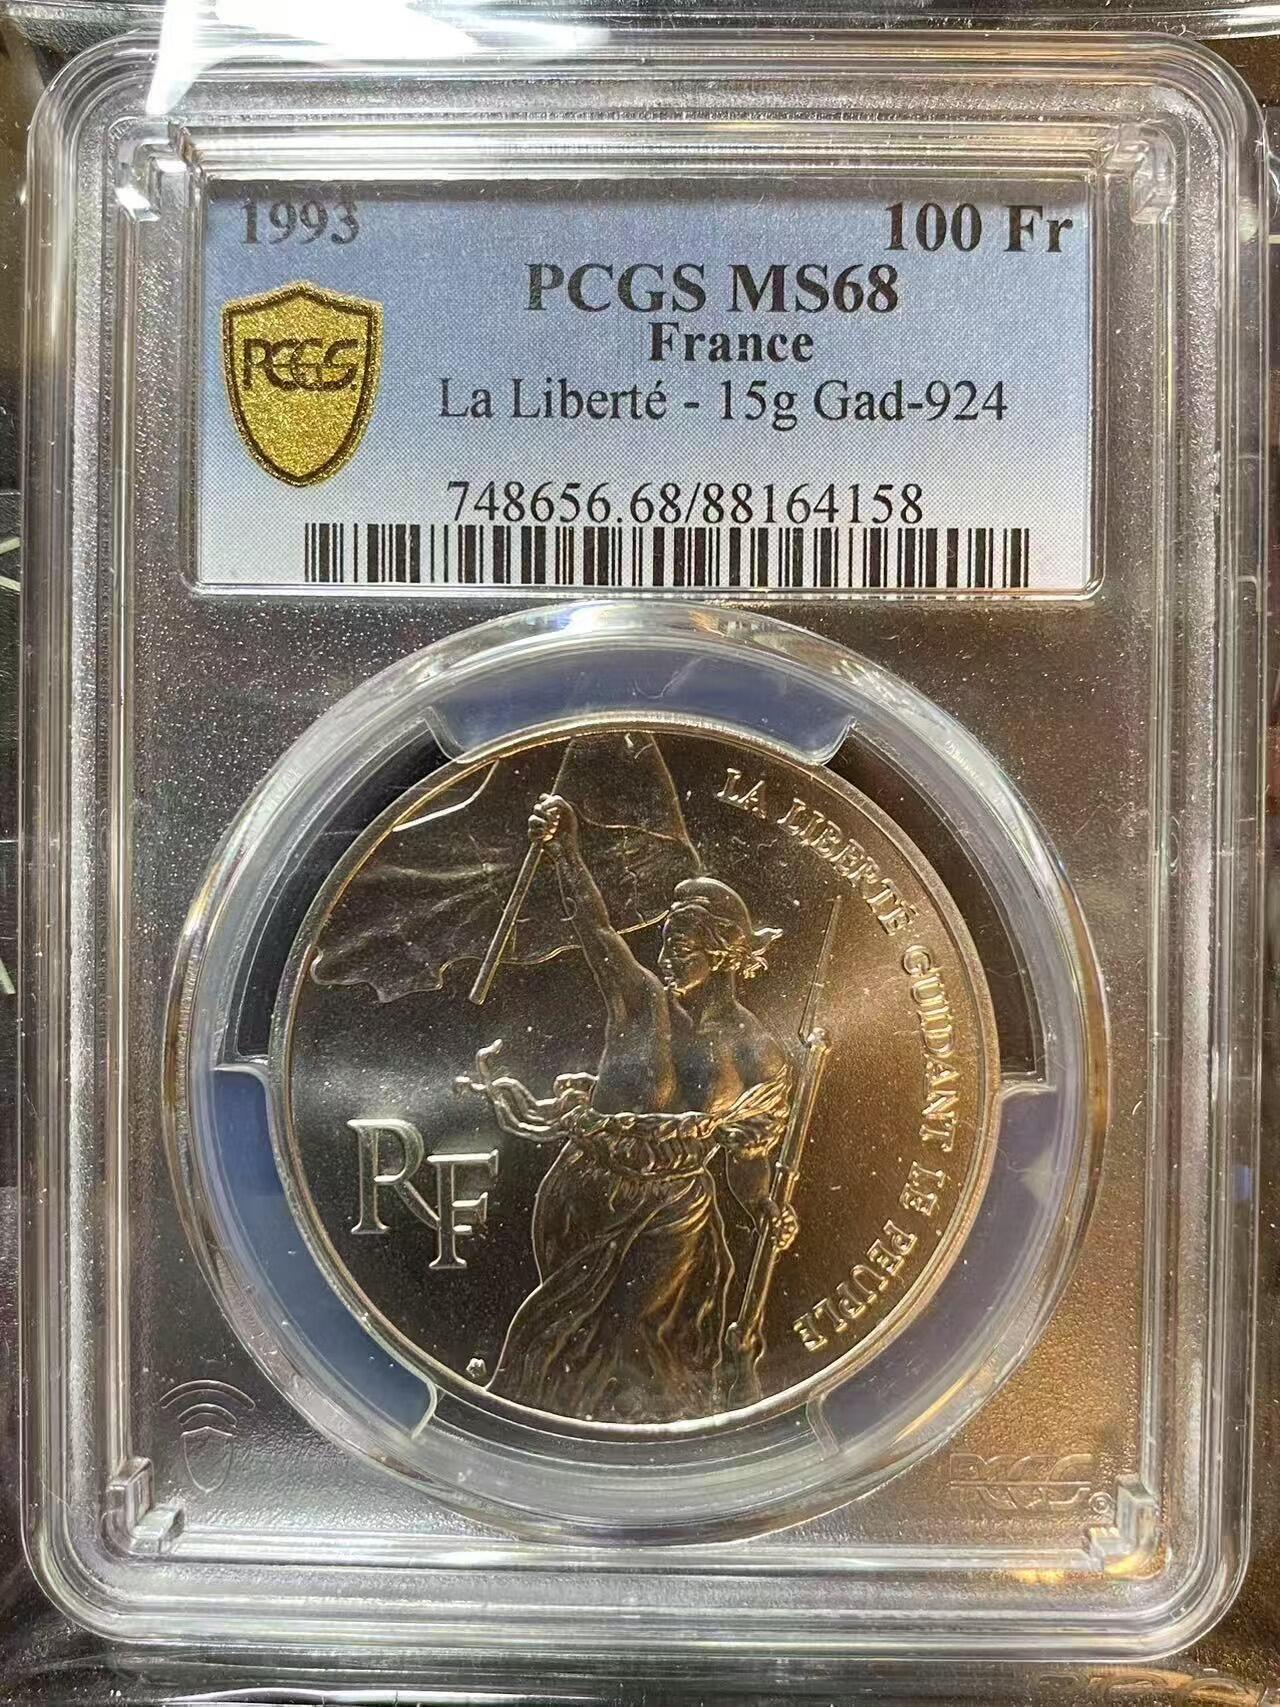 1993 100 Fr
PCGS MS68
France
PCGS
La Liberté - 15g Gad-924
748656.68/88164158
LA LIBERTÉ GUIDANT LE PEUPLE
RF
PCGS ©